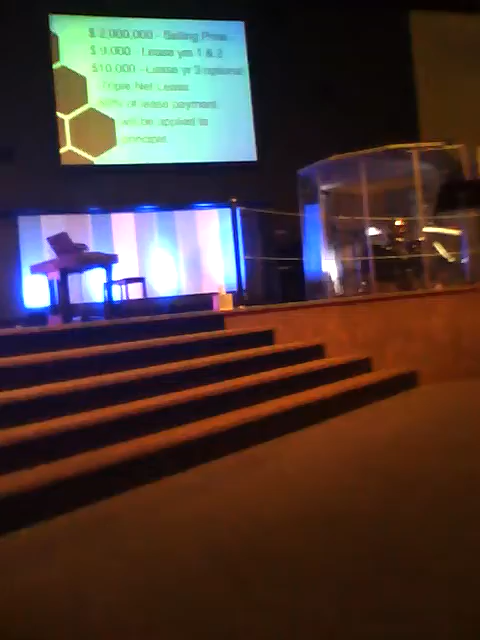 $ 2,000,000 - Selling Price
$ 9,000 - Lease yrs 1 & 2
$10,000 - Lease yr 3 optional
Triple Net Lease
50% of lease payment
will be applied to
principal